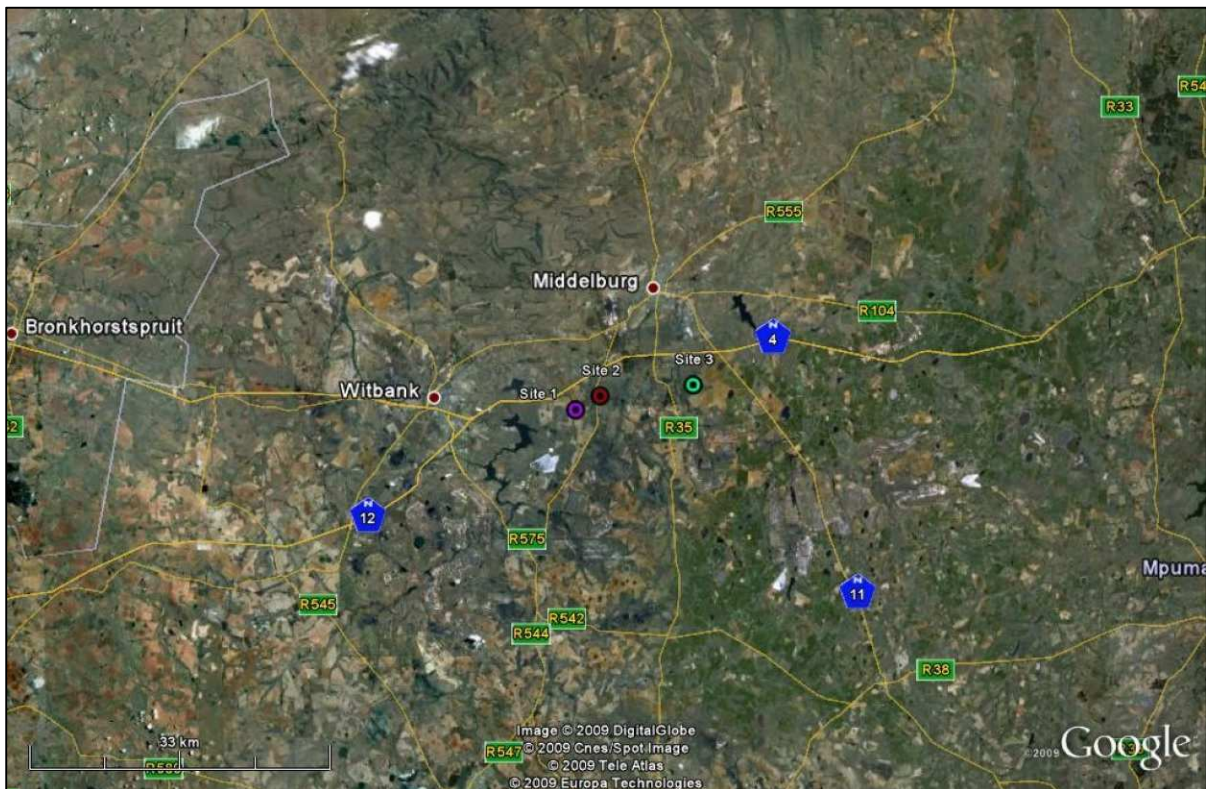 R33
R54
R555
Middelburg
R104
Bronkhorstspruit
N
4
Site 3
Site 2
Witbank
Site 1
R35
N
12
R575
Mpuma
N
11
R545
R542
R544
R38
33 km
Image © 2009 DigitalGlobe
© 2009 Cnes/Spot Image
© 2009 Tele Atlas
© 2009 Europa Technologies
R547
©2009 Google